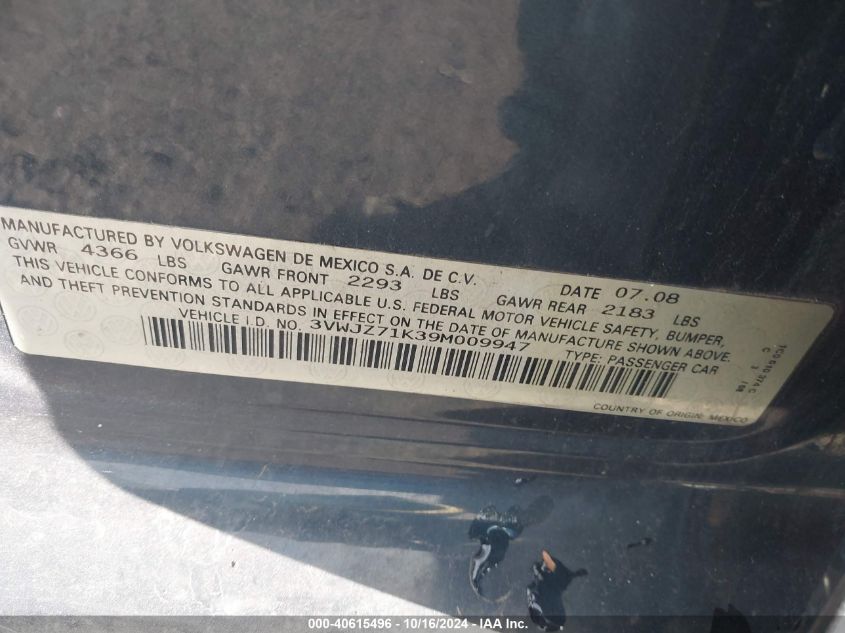 MANUFACTURED BY VOLKSWAGEN DE MEXICO S.A. DE C.V. DATE 07.08
GVWR 4366 LBS GAWR FRONT 2293 LBS GAWR REAR 2183 LBS
THIS VEHICLE CONFORMS TO ALL APPLICABLE U.S. FEDERAL MOTOR VEHICLE SAFETY, BUMPER,
AND THEFT PREVENTION STANDARDS IN EFFECT ON THE DATE OF MANUFACTURE SHOWN ABOVE.
VEHICLE I.D. NO. 3VWJZ71K39M009947 TYPE: PASSENGER CAR
COUNTRY OF ORIGIN: MEXICO
1C0 610 374 C
000-40615496 - 10/16/2024 - IAA Inc.